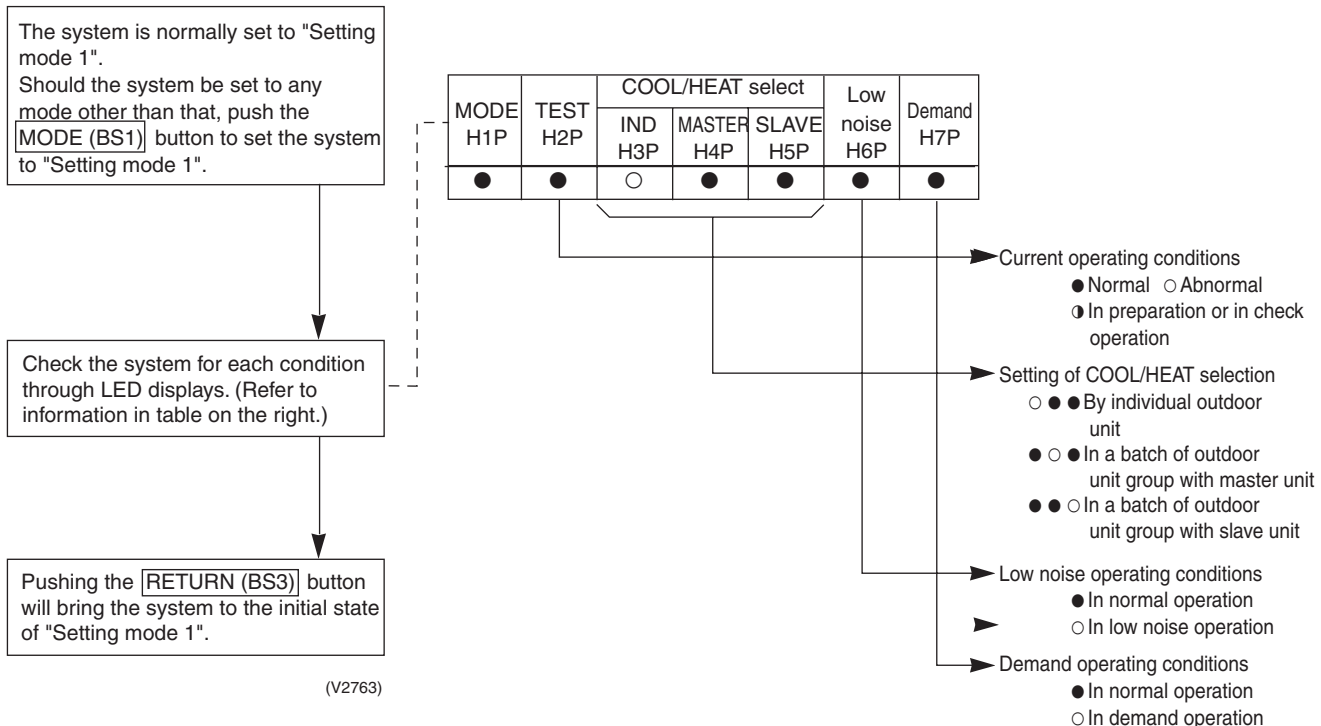 The system is normally set to "Setting
mode 1".
Should the system be set to any
mode other than that, push the
MODE (BS1) button to set the system
to "Setting mode 1".
Check the system for each condition
through LED displays. (Refer to
information in table on the right.)
Pushing the RETURN (BS3) button
will bring the system to the initial state
of "Setting mode 1".
(V2763)
MODE
H1P
TEST
H2P
COOL/HEAT select
IND
H3P
MASTER
H4P
SLAVE
H5P
Low
noise
H6P
Demand
H7P
● ● ○ ● ● ● ●
Current operating conditions
● Normal ○ Abnormal
◑ In preparation or in check
operation
Setting of COOL/HEAT selection
○ ● ● By individual outdoor
unit
● ○ ● In a batch of outdoor
unit group with master unit
● ● ○ In a batch of outdoor
unit group with slave unit
Low noise operating conditions
● In normal operation
○ In low noise operation
Demand operating conditions
● In normal operation
○ In demand operation